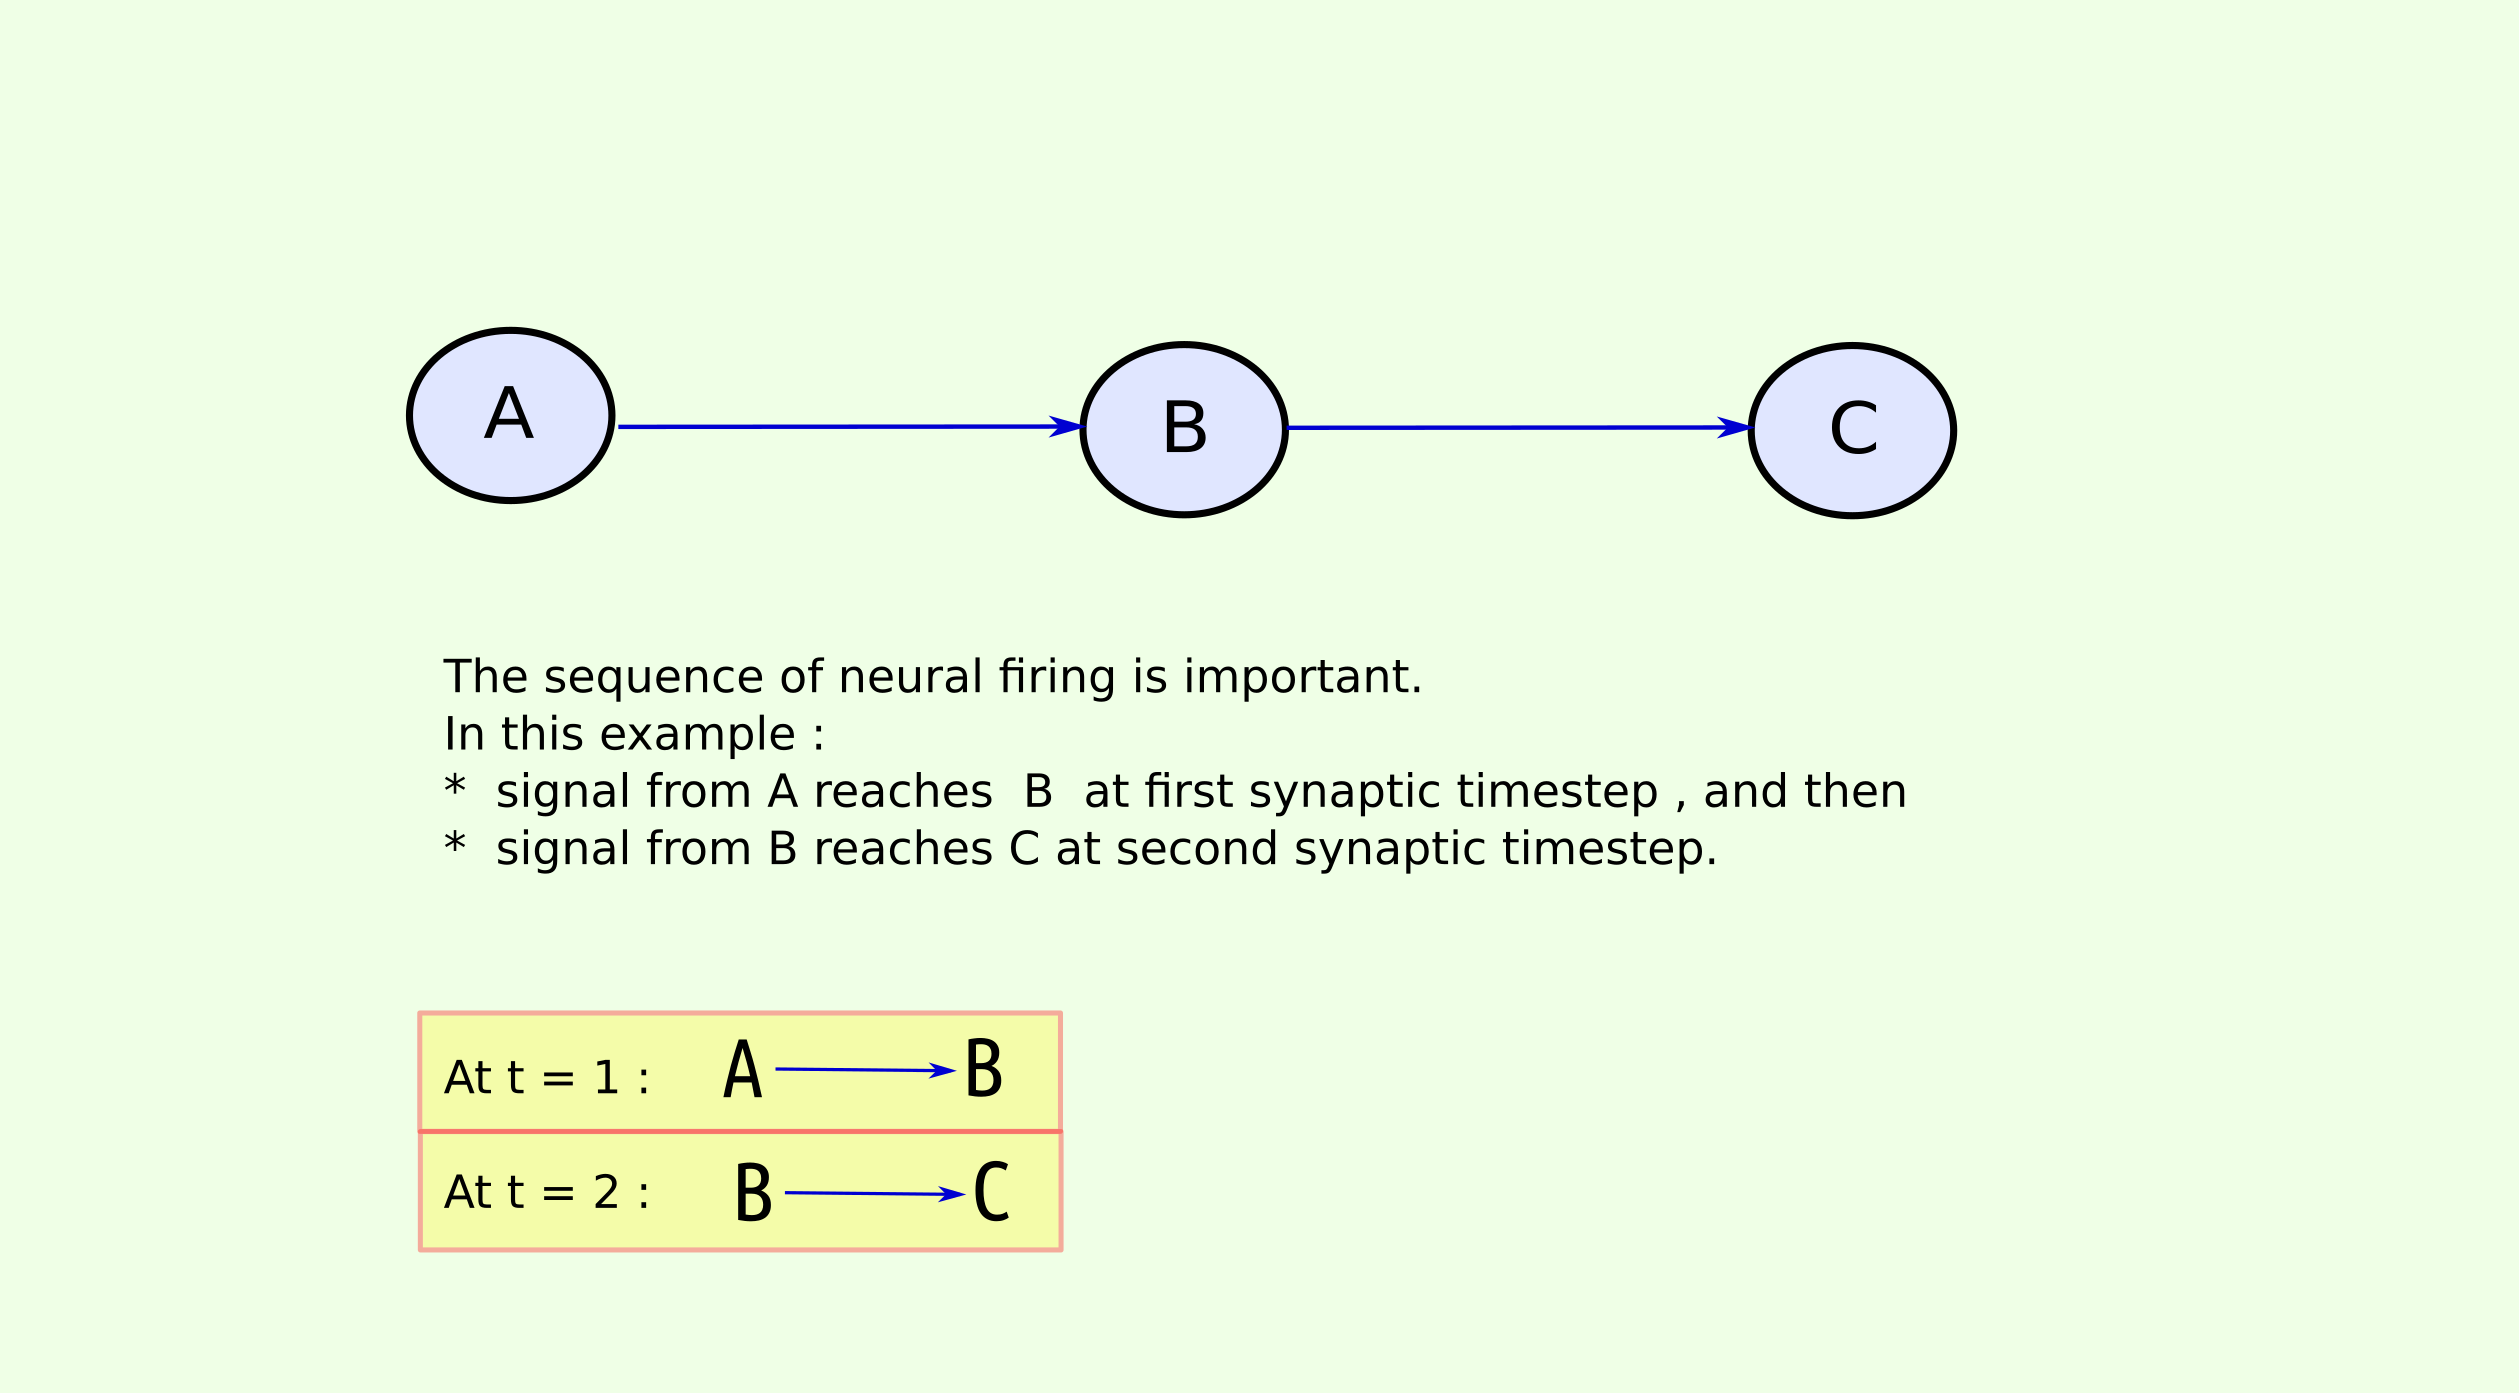 A B C
The sequence of neural firing is important.
In this example :
*  signal from A reaches  B  at first synaptic timestep , and then
*  signal from B reaches C at second synaptic timestep.
At t = 1 : A B
At t = 2 : B C